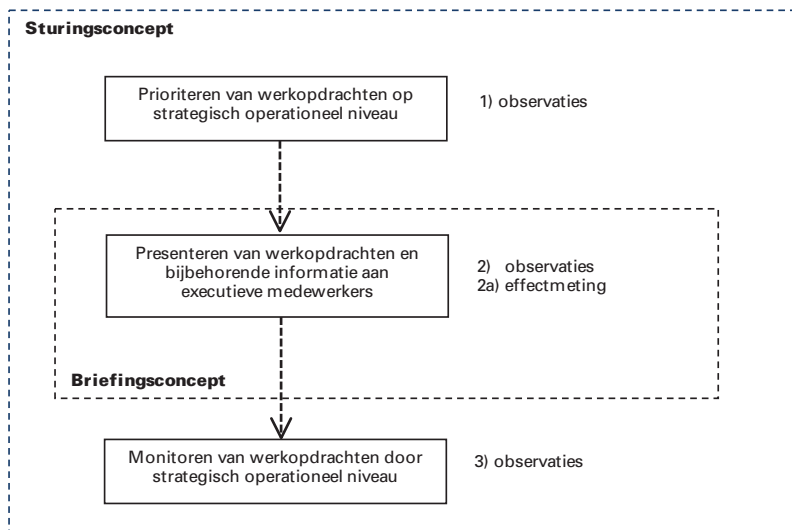 Sturingsconcept
Prioriteren van werkopdrachten op
strategisch operationeel niveau
1) observaties
Presenteren van werkopdrachten en
bijbehorende informatie aan
executieve medewerkers
2) observaties
2a) effectmeting
Briefingsconcept
Monitoren van werkopdrachten door
strategisch operationeel niveau
3) observaties